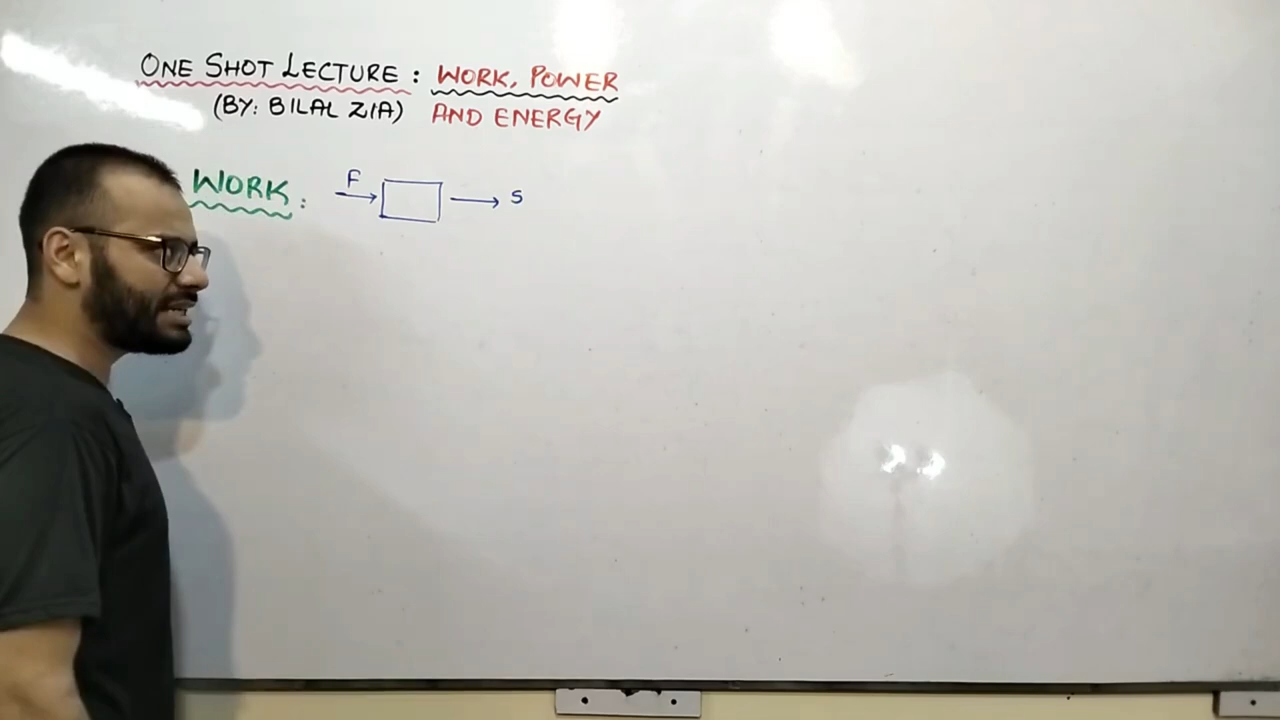 ONE SHOT LECTURE: WORK, POWER
(BY: BILAL ZIA) AND ENERGY
WORK: F S